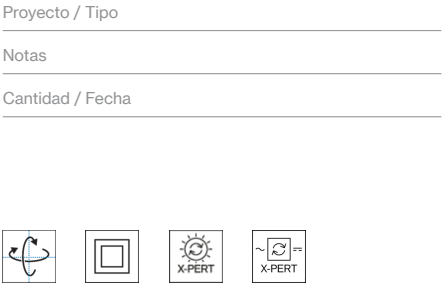 Proyecto / Tipo
Notas
Cantidad / Fecha
X-PERT
X-PERT